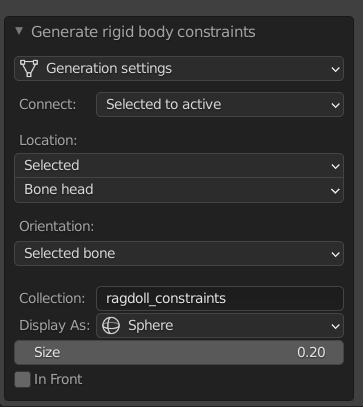 Generate rigid body constraints
Generation settings
Connect: Selected to active
Location:
Selected
Bone head
Orientation:
Selected bone
Collection: ragdoll_constraints
Display As: Sphere
Size 0.20
In Front